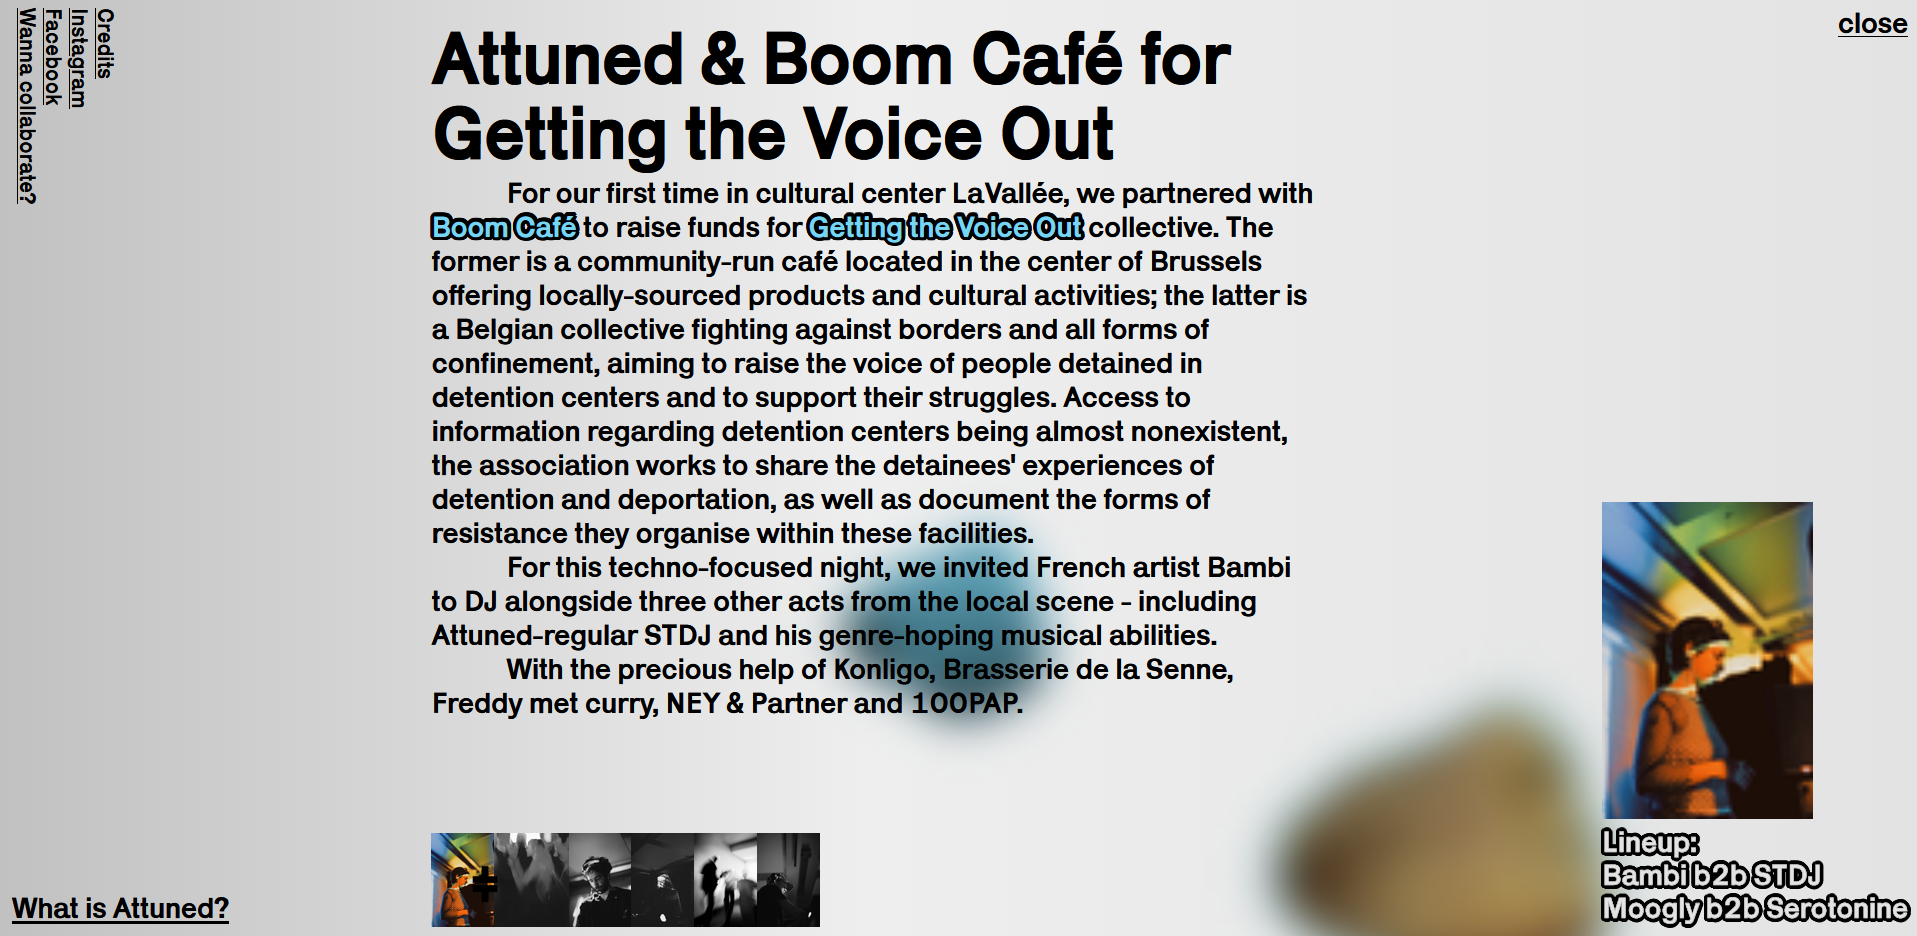 Credits
Instagram
Facebook
Wanna collaborate?
close
Attuned & Boom Café for
Getting the Voice Out
For our first time in cultural center LaVallée, we partnered with
Boom Café to raise funds for Getting the Voice Out collective. The
former is a community-run café located in the center of Brussels
offering locally-sourced products and cultural activities; the latter is
a Belgian collective fighting against borders and all forms of
confinement, aiming to raise the voice of people detained in
detention centers and to support their struggles. Access to
information regarding detention centers being almost nonexistent,
the association works to share the detainees' experiences of
detention and deportation, as well as document the forms of
resistance they organise within these facilities.
For this techno-focused night, we invited French artist Bambi
to DJ alongside three other acts from the local scene - including
Attuned-regular STDJ and his genre-hoping musical abilities.
With the precious help of Konligo, Brasserie de la Senne,
Freddy met curry, NEY & Partner and 100PAP.
Lineup:
Bambi b2b STDJ
Moogly b2b Serotonine
What is Attuned?